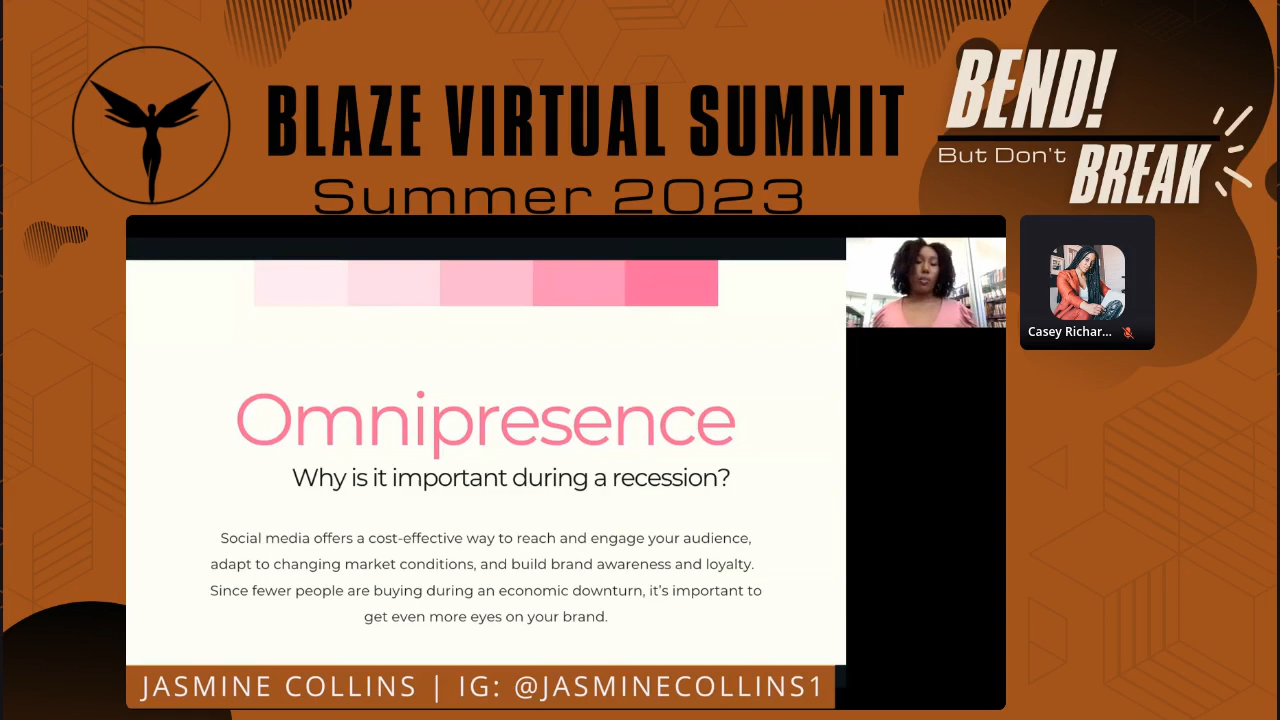 BLAZE VIRTUAL SUMMIT
Summer 2023
BEND!
But Don't
BREAK
Casey Richar...
Omnipresence
Why is it important during a recession?
Social media offers a cost-effective way to reach and engage your audience,
adapt to changing market conditions, and build brand awareness and loyalty.
Since fewer people are buying during an economic downturn, it's important to
get even more eyes on your brand.
JASMINE COLLINS | IG: @JASMINECOLLINS1